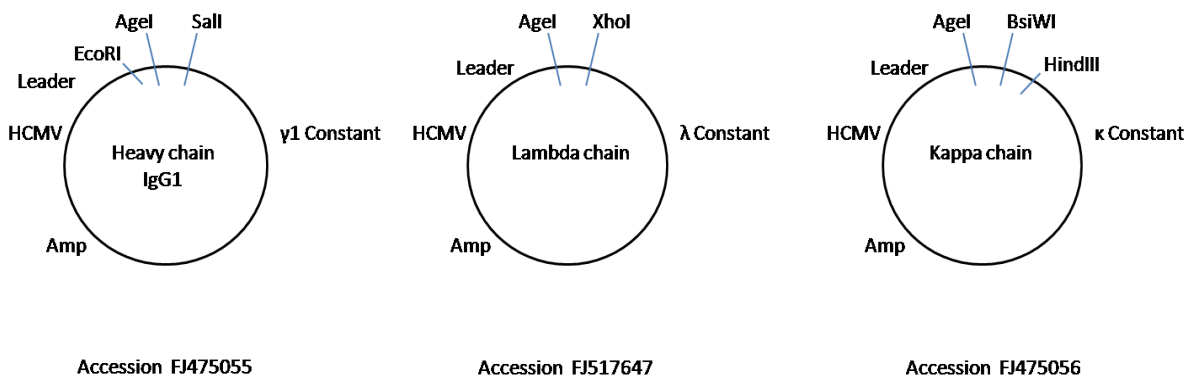 AgeI SalI
EcoRI
Leader
HCMV
γ1 Constant
Heavy chain
IgG1
Amp
Accession FJ475055
AgeI XhoI
Leader
HCMV
λ Constant
Lambda chain
Amp
Accession FJ517647
AgeI BsiWI
HindIII
Leader
HCMV
κ Constant
Kappa chain
Amp
Accession FJ475056